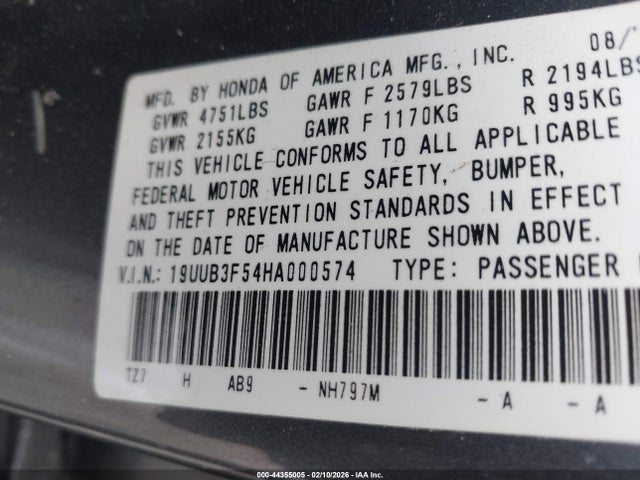 MFD. BY HONDA OF AMERICA MFG., INC. 08/
GVWR 4751LBS GAWR F 2579LBS R 2194LBS
GVWR 2155KG GAWR F 1170KG R 995KG
THIS VEHICLE CONFORMS TO ALL APPLICABLE
FEDERAL MOTOR VEHICLE SAFETY, BUMPER,
AND THEFT PREVENTION STANDARDS IN EFFECT
ON THE DATE OF MANUFACTURE SHOWN ABOVE.
V.I.N.: 19UUB3F54HA000574 TYPE: PASSENGER
TZ7 H AB9 - NH797M - A - A
000-44355005 - 02/10/2026 - IAA Inc.